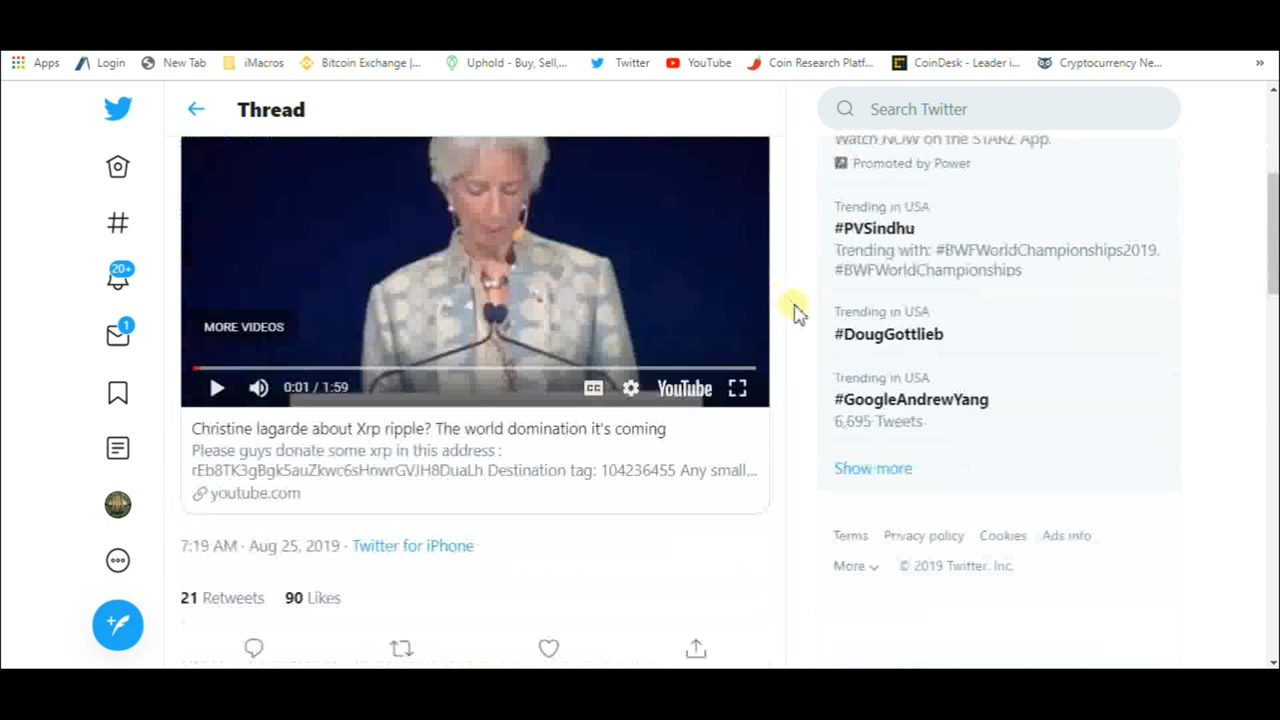 Apps Login New Tab iMacros Bitcoin Exchange |... Uphold - Buy, Sell,... Twitter YouTube Coin Research Platf... CoinDesk - Leader i... Cryptocurrency Ne... »
Thread
Search Twitter
Watch NOW on the STARZ App.
Promoted by Power
Trending in USA
#PVSindhu
Trending with: #BWFWorldChampionships2019,
#BWFWorldChampionships
Trending in USA
#DougGottlieb
Trending in USA
#GoogleAndrewYang
6,695 Tweets
Show more
Terms Privacy policy Cookies Ads info
More © 2019 Twitter, Inc.
20+
1
MORE VIDEOS
0:01 / 1:59 CC YouTube
Christine lagarde about Xrp ripple? The world domination it's coming
Please guys donate some xrp in this address :
rEb8TK3gBgk5auZkwc6sHnwrGVJH8DuaLh Destination tag: 104236455 Any small...
youtube.com
7:19 AM · Aug 25, 2019 · Twitter for iPhone
21 Retweets 90 Likes